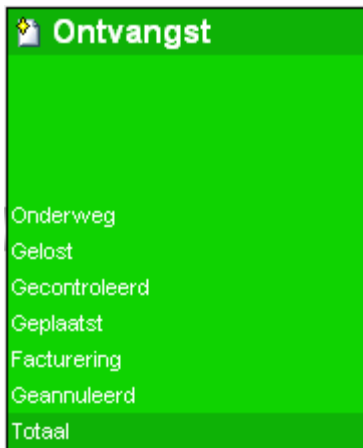 Ontvangst
Onderweg
Gelost
Gecontroleerd
Geplaatst
Facturering
Geannuleerd
Totaal